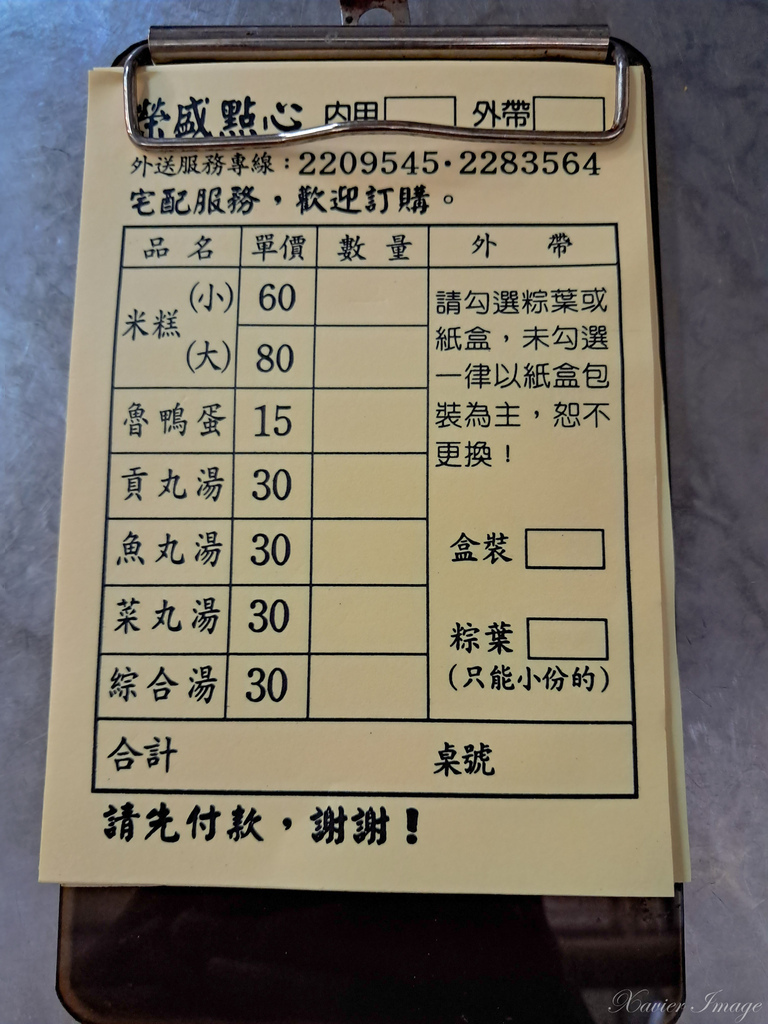 榮盛點心 內用 外帶
外送服務專線：2209545·2283564
宅配服務，歡迎訂購。
品名 單價 數量 外帶
米糕 (小) 60
(大) 80
魯鴨蛋 15
貢丸湯 30
魚丸湯 30
菜丸湯 30
綜合湯 30
請勾選粽葉或
紙盒，未勾選
一律以紙盒包
裝為主，恕不
更換！
盒裝
粽葉
(只能小份的)
合計 桌號
請先付款，謝謝！
Xavier Image